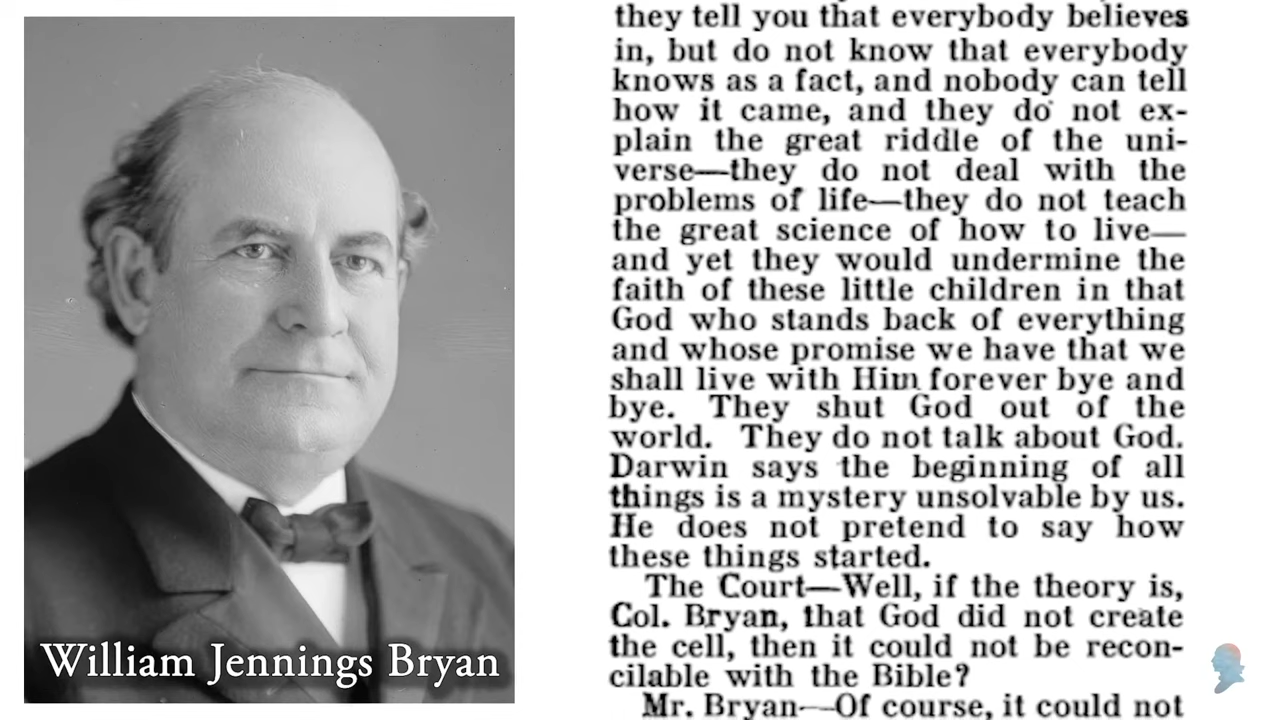 William Jennings Bryan
they tell you that everybody believes
in, but do not know that everybody
knows as a fact, and nobody can tell
how it came, and they do not ex-
plain the great riddle of the uni-
verse—they do not deal with the
problems of life—they do not teach
the great science of how to live—
and yet they would undermine the
faith of these little children in that
God who stands back of everything
and whose promise we have that we
shall live with Him forever bye and
bye. They shut God out of the
world. They do not talk about God.
Darwin says the beginning of all
things is a mystery unsolvable by us.
He does not pretend to say how
these things started.
The Court—Well, if the theory is,
Col. Bryan, that God did not create
the cell, then it could not be recon-
cilable with the Bible?
Mr. Bryan—Of course, it could not